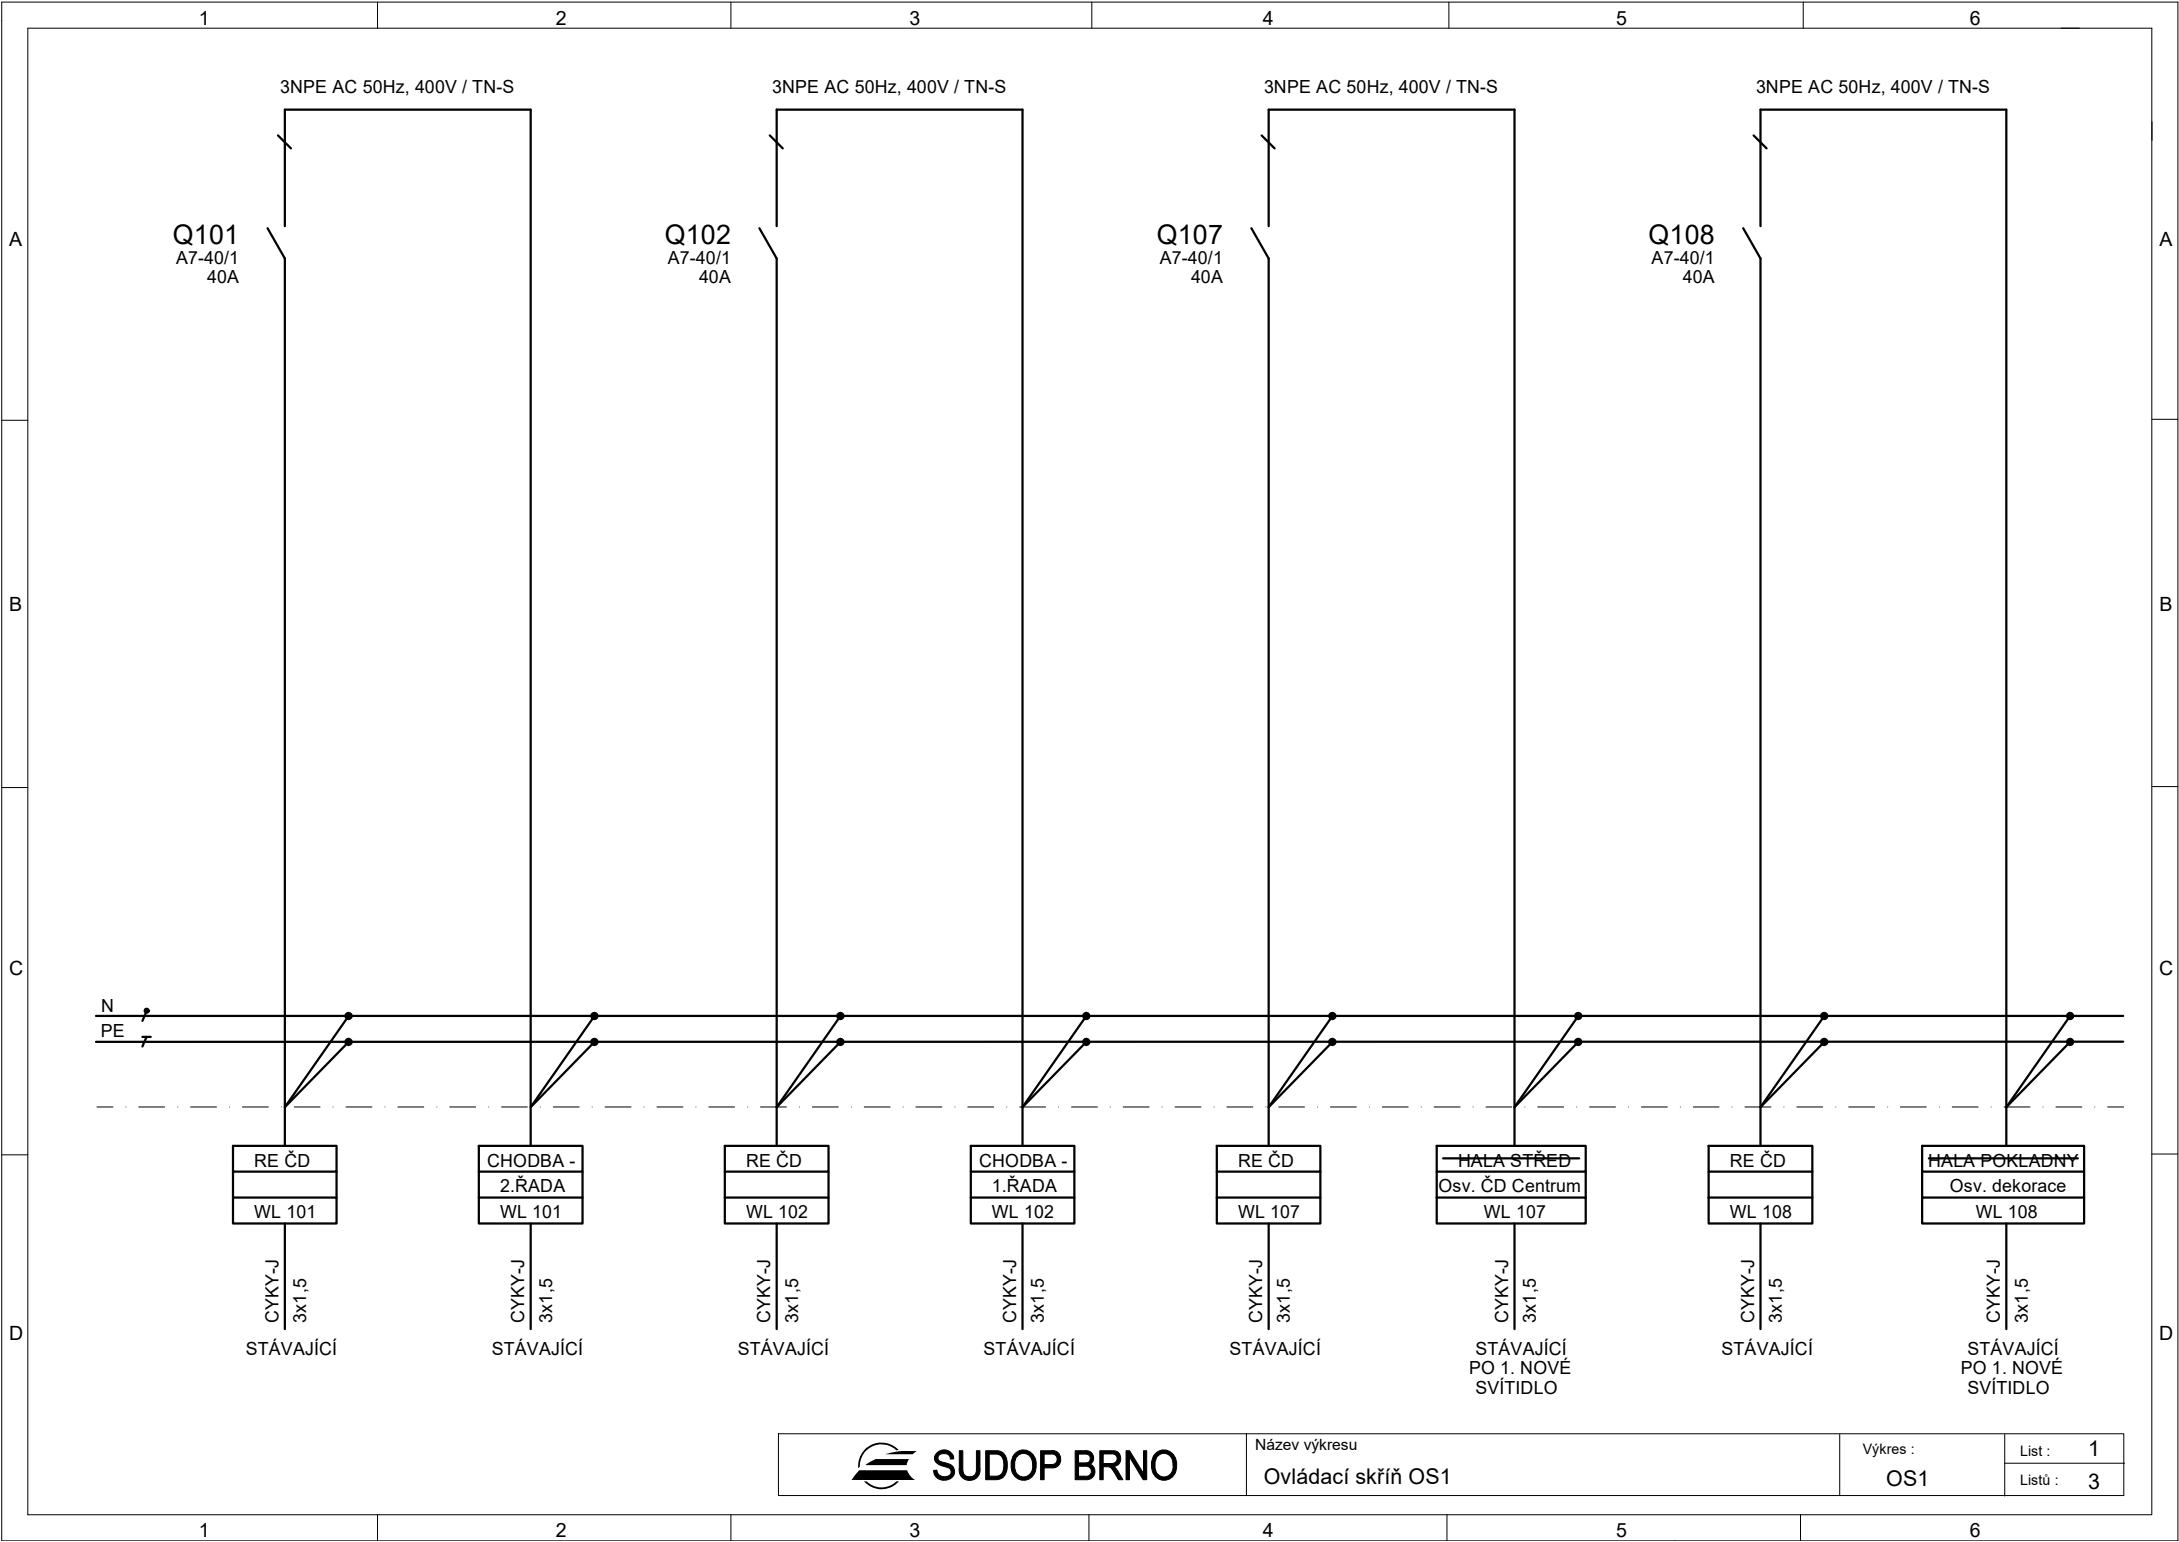 1 2 3 4 5 6
3NPE AC 50Hz, 400V / TN-S 3NPE AC 50Hz, 400V / TN-S 3NPE AC 50Hz, 400V / TN-S 3NPE AC 50Hz, 400V / TN-S
A Q101 Q102 Q107 Q108 A
A7-40/1 A7-40/1 A7-40/1 A7-40/1
40A 40A 40A 40A
B B
C C
N
PE
RE ČD CHODBA - RE ČD CHODBA - RE ČD HALA STŘED RE ČD HALA POKLADNY
2.ŘADA 1.ŘADA Osv. ČD Centrum Osv. dekorace
WL 101 WL 101 WL 102 WL 102 WL 107 WL 107 WL 108 WL 108
CYKY-J CYKY-J CYKY-J CYKY-J CYKY-J CYKY-J CYKY-J CYKY-J
3x1,5 3x1,5 3x1,5 3x1,5 3x1,5 3x1,5 3x1,5 3x1,5
D D
STÁVAJÍCÍ STÁVAJÍCÍ STÁVAJÍCÍ STÁVAJÍCÍ STÁVAJÍCÍ STÁVAJÍCÍ STÁVAJÍCÍ STÁVAJÍCÍ
PO 1. NOVÉ PO 1. NOVÉ
SVÍTIDLO SVÍTIDLO
SUDOP BRNO
Název výkresu
Ovládací skříň OS1
Výkres :
OS1
List : 1
Listů : 3
1 2 3 4 5 6